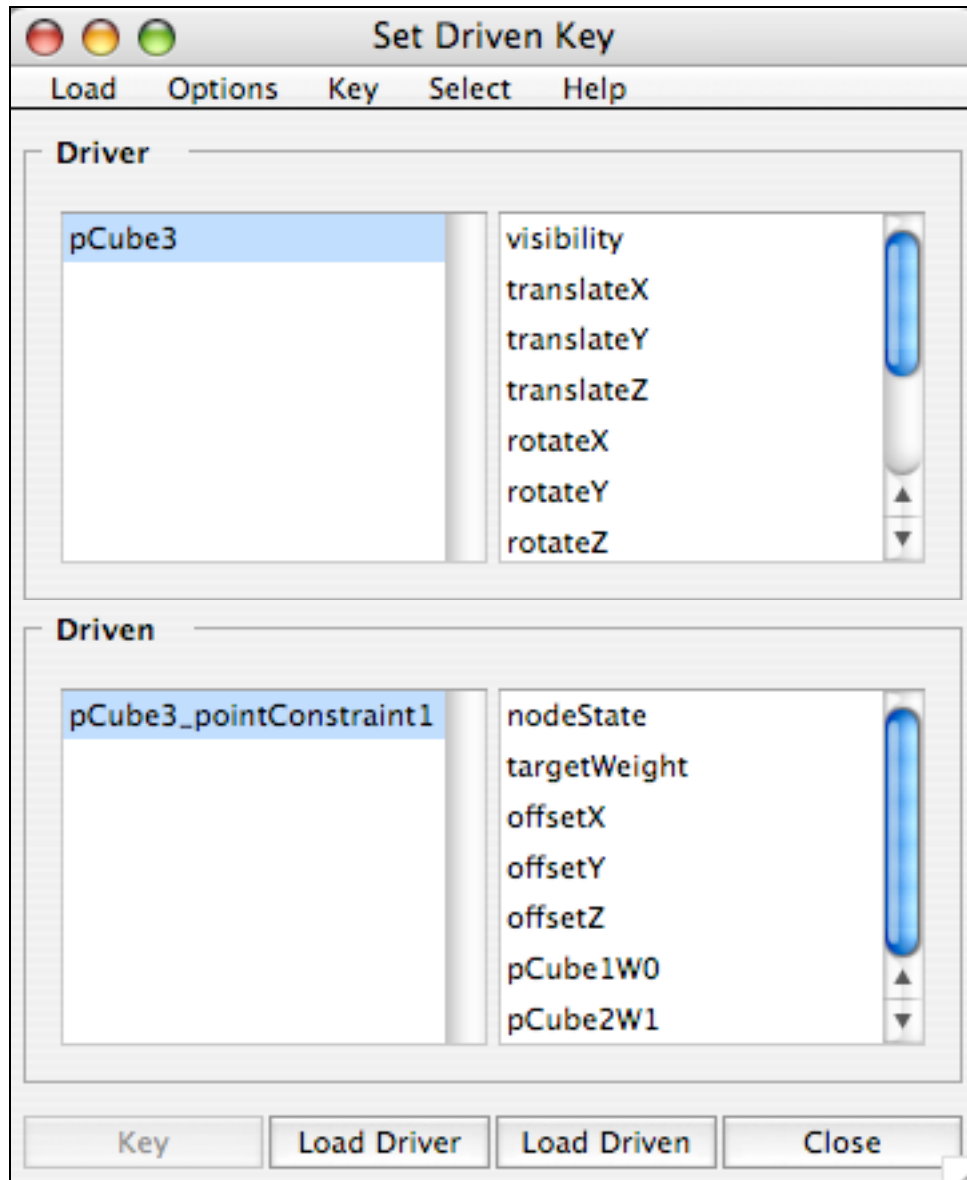 Set Driven Key
Load Options Key Select Help
Driver
pCube3
visibility
translateX
translateY
translateZ
rotateX
rotateY
rotateZ
Driven
pCube3_pointConstraint1
nodeState
targetWeight
offsetX
offsetY
offsetZ
pCube1W0
pCube2W1
Key Load Driver Load Driven Close